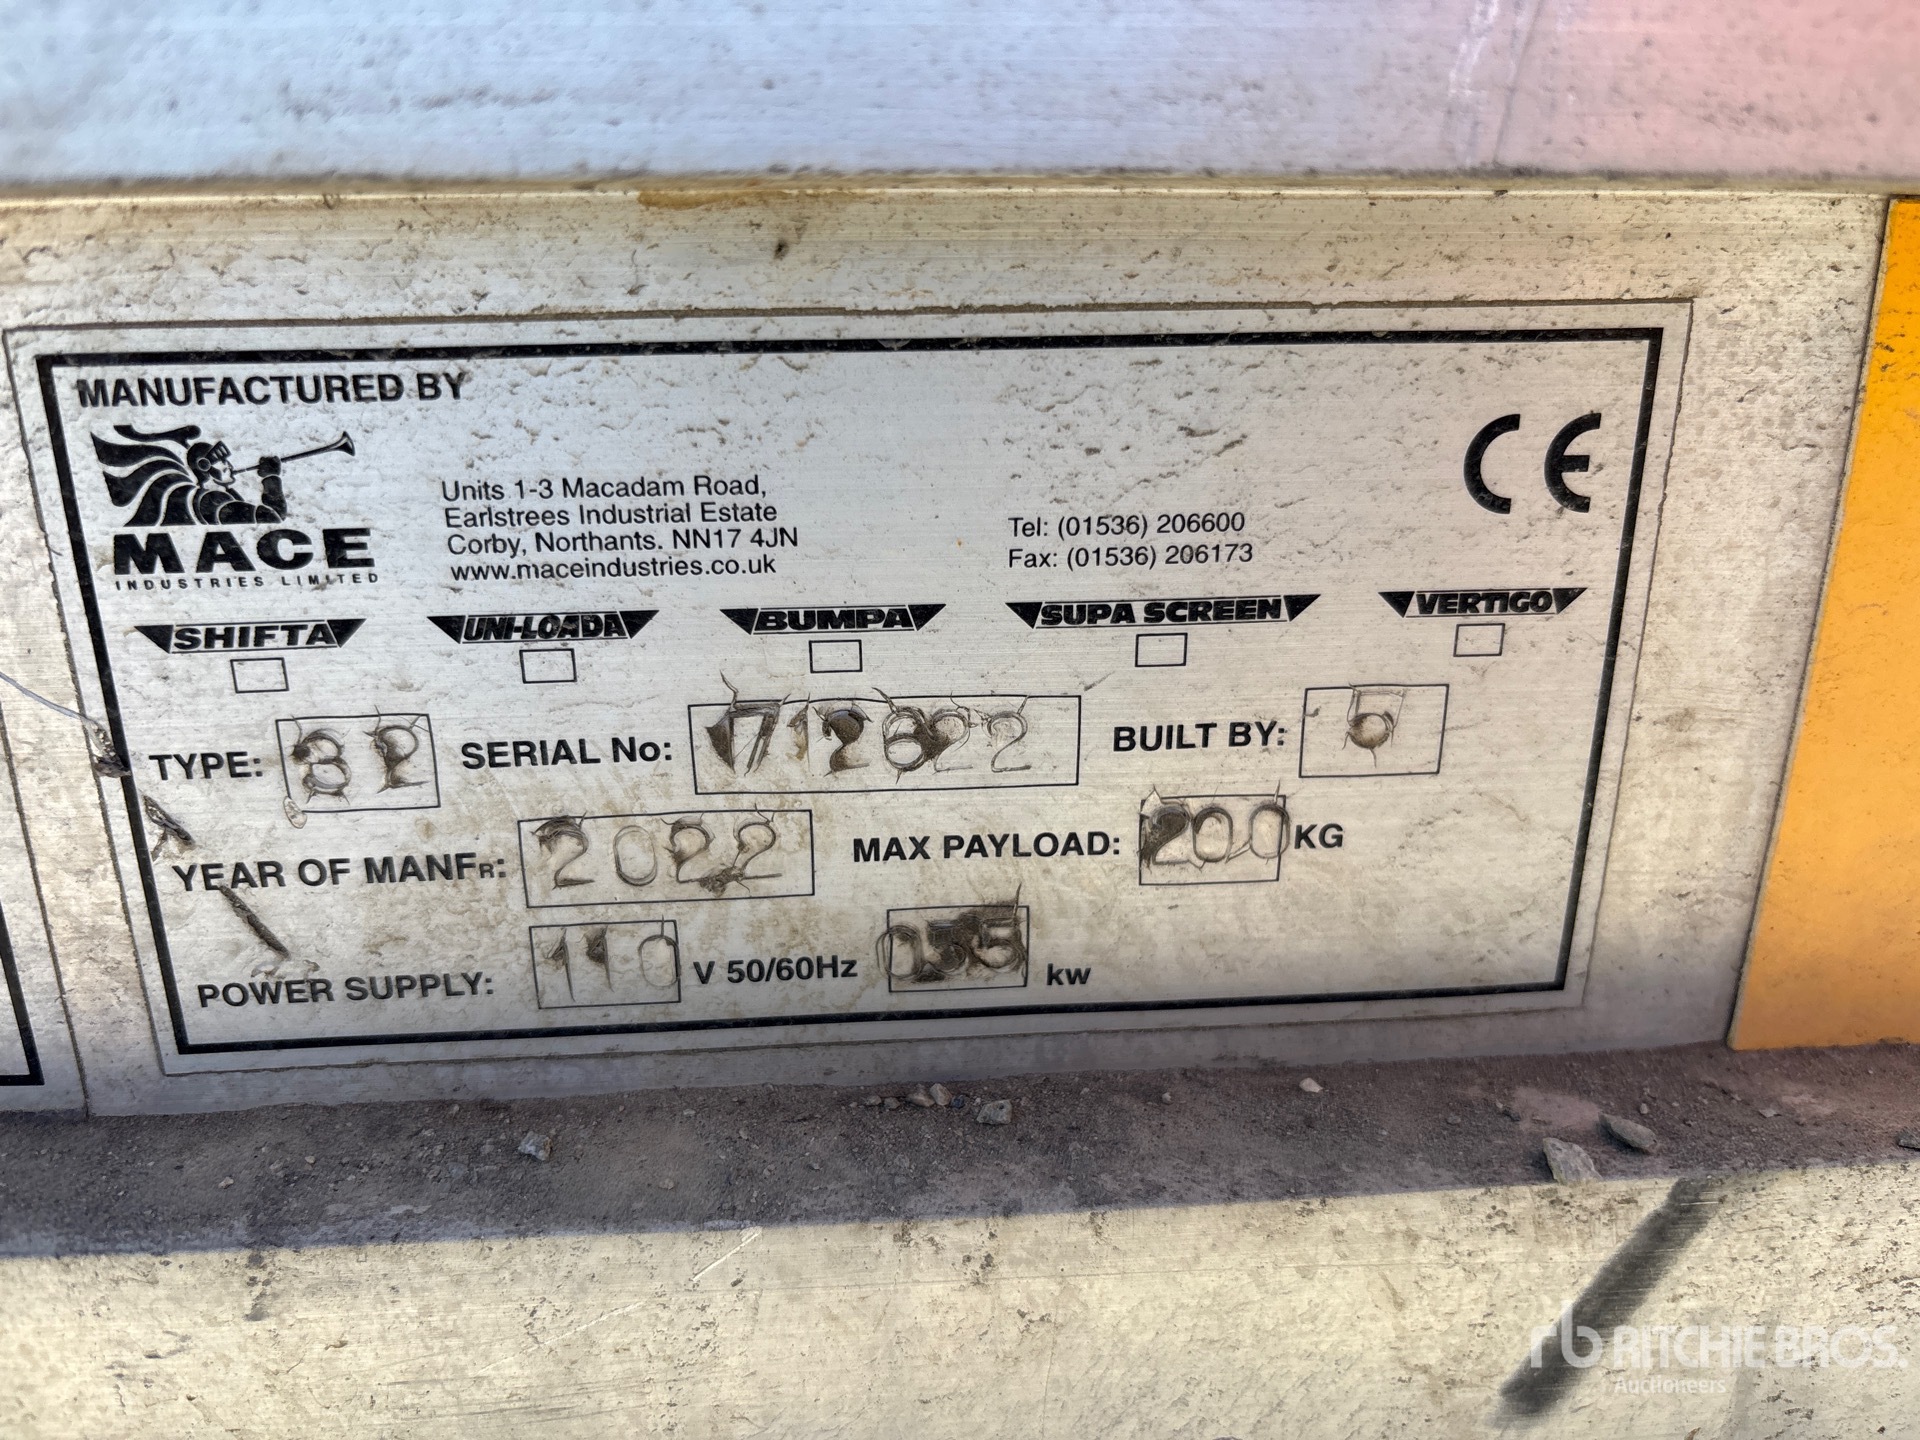 MANUFACTURED BY
MACE
INDUSTRIES LIMITED
Units 1-3 Macadam Road,
Earlstrees Industrial Estate
Corby, Northants. NN17 4JN
www.maceindustries.co.uk
Tel: (01536) 206600
Fax: (01536) 206173
CE
SHIFTA UNI-LOADA BUMPA SUPA SCREEN VERTIGO
TYPE: SERIAL No: BUILT BY: 5
YEAR OF MANFR: 2022 MAX PAYLOAD: 200 KG
POWER SUPPLY: 110 V 50/60Hz kw
rb RITCHIE BROS.
Auctioneers